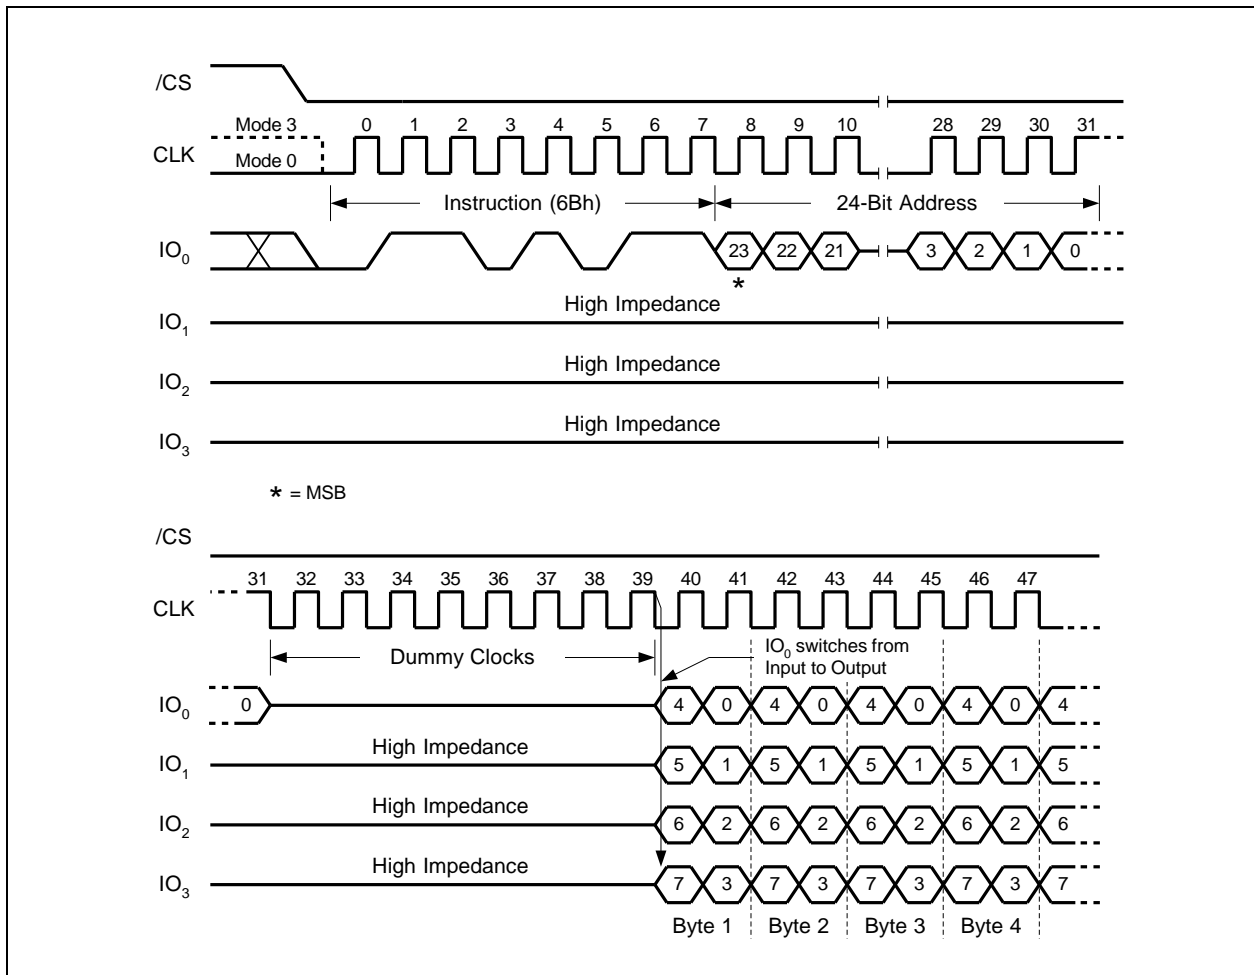 /CS
Mode 3 0 1 2 3 4 5 6 7 8 9 10 28 29 30 31
CLK
Mode 0
Instruction (6Bh) 24-Bit Address
IO0 23 22 21 3 2 1 0
*
High Impedance
IO1
High Impedance
IO2
High Impedance
IO3
* = MSB
/CS
31 32 33 34 35 36 37 38 39 40 41 42 43 44 45 46 47
CLK
Dummy Clocks
IO0 switches from
Input to Output
IO0 0 4 0 4 0 4 0 4 0 4
High Impedance
IO1 5 1 5 1 5 1 5 1 5
High Impedance
IO2 6 2 6 2 6 2 6 2 6
High Impedance
IO3 7 3 7 3 7 3 7 3 7
Byte 1 Byte 2 Byte 3 Byte 4